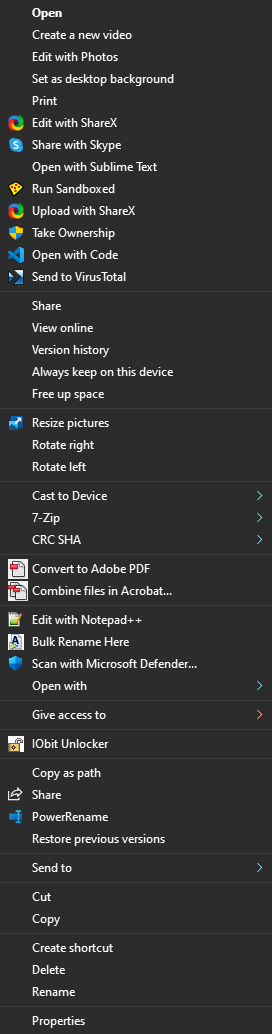 Open
Create a new video
Edit with Photos
Set as desktop background
Print
Edit with ShareX
Share with Skype
Open with Sublime Text
Run Sandboxed
Upload with ShareX
Take Ownership
Open with Code
Send to VirusTotal
Share
View online
Version history
Always keep on this device
Free up space
Resize pictures
Rotate right
Rotate left
Cast to Device
7-Zip
CRC SHA
Convert to Adobe PDF
Combine files in Acrobat...
Edit with Notepad++
Bulk Rename Here
Scan with Microsoft Defender...
Open with
Give access to
IObit Unlocker
Copy as path
Share
PowerRename
Restore previous versions
Send to
Cut
Copy
Create shortcut
Delete
Rename
Properties